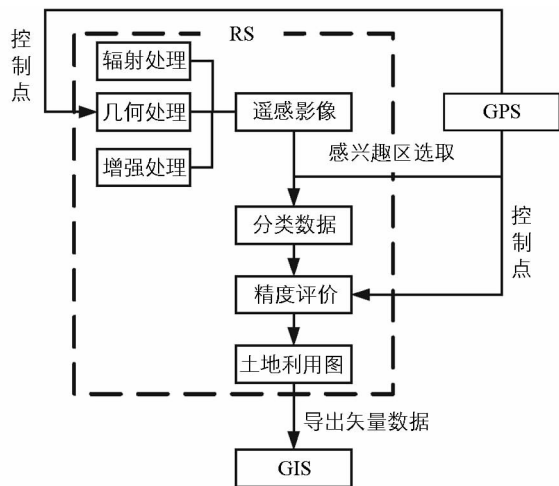 RS
控制点
辐射处理
几何处理
增强处理
遥感影像
GPS
感兴趣区选取
控制点
分类数据
精度评价
土地利用图
导出矢量数据
GIS